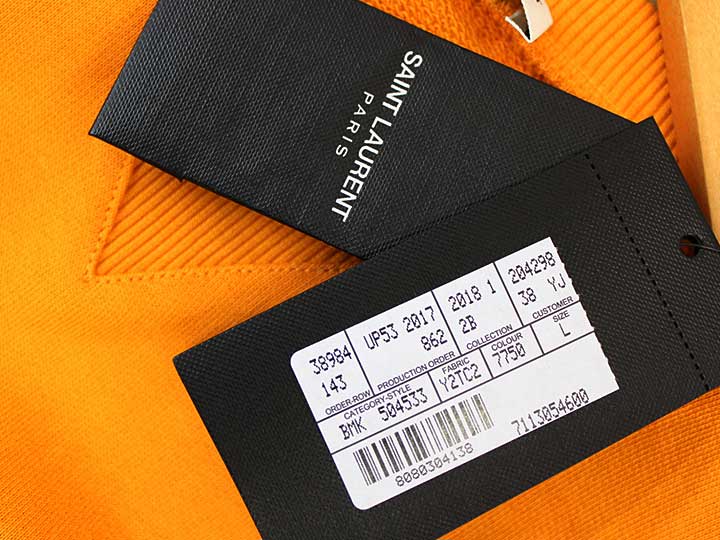 SAINT LAURENT
PARIS
38984 UP53 2017 2018 1 204298
143 862 2B 38 YJ
ORDER-ROW PRODUCTION ORDER COLLECTION CUSTOMER
CATEGORY-STYLE FABRIC COLOUR SIZE
BMK 504533 Y2TC2 7750 L
8080304138 7113054600